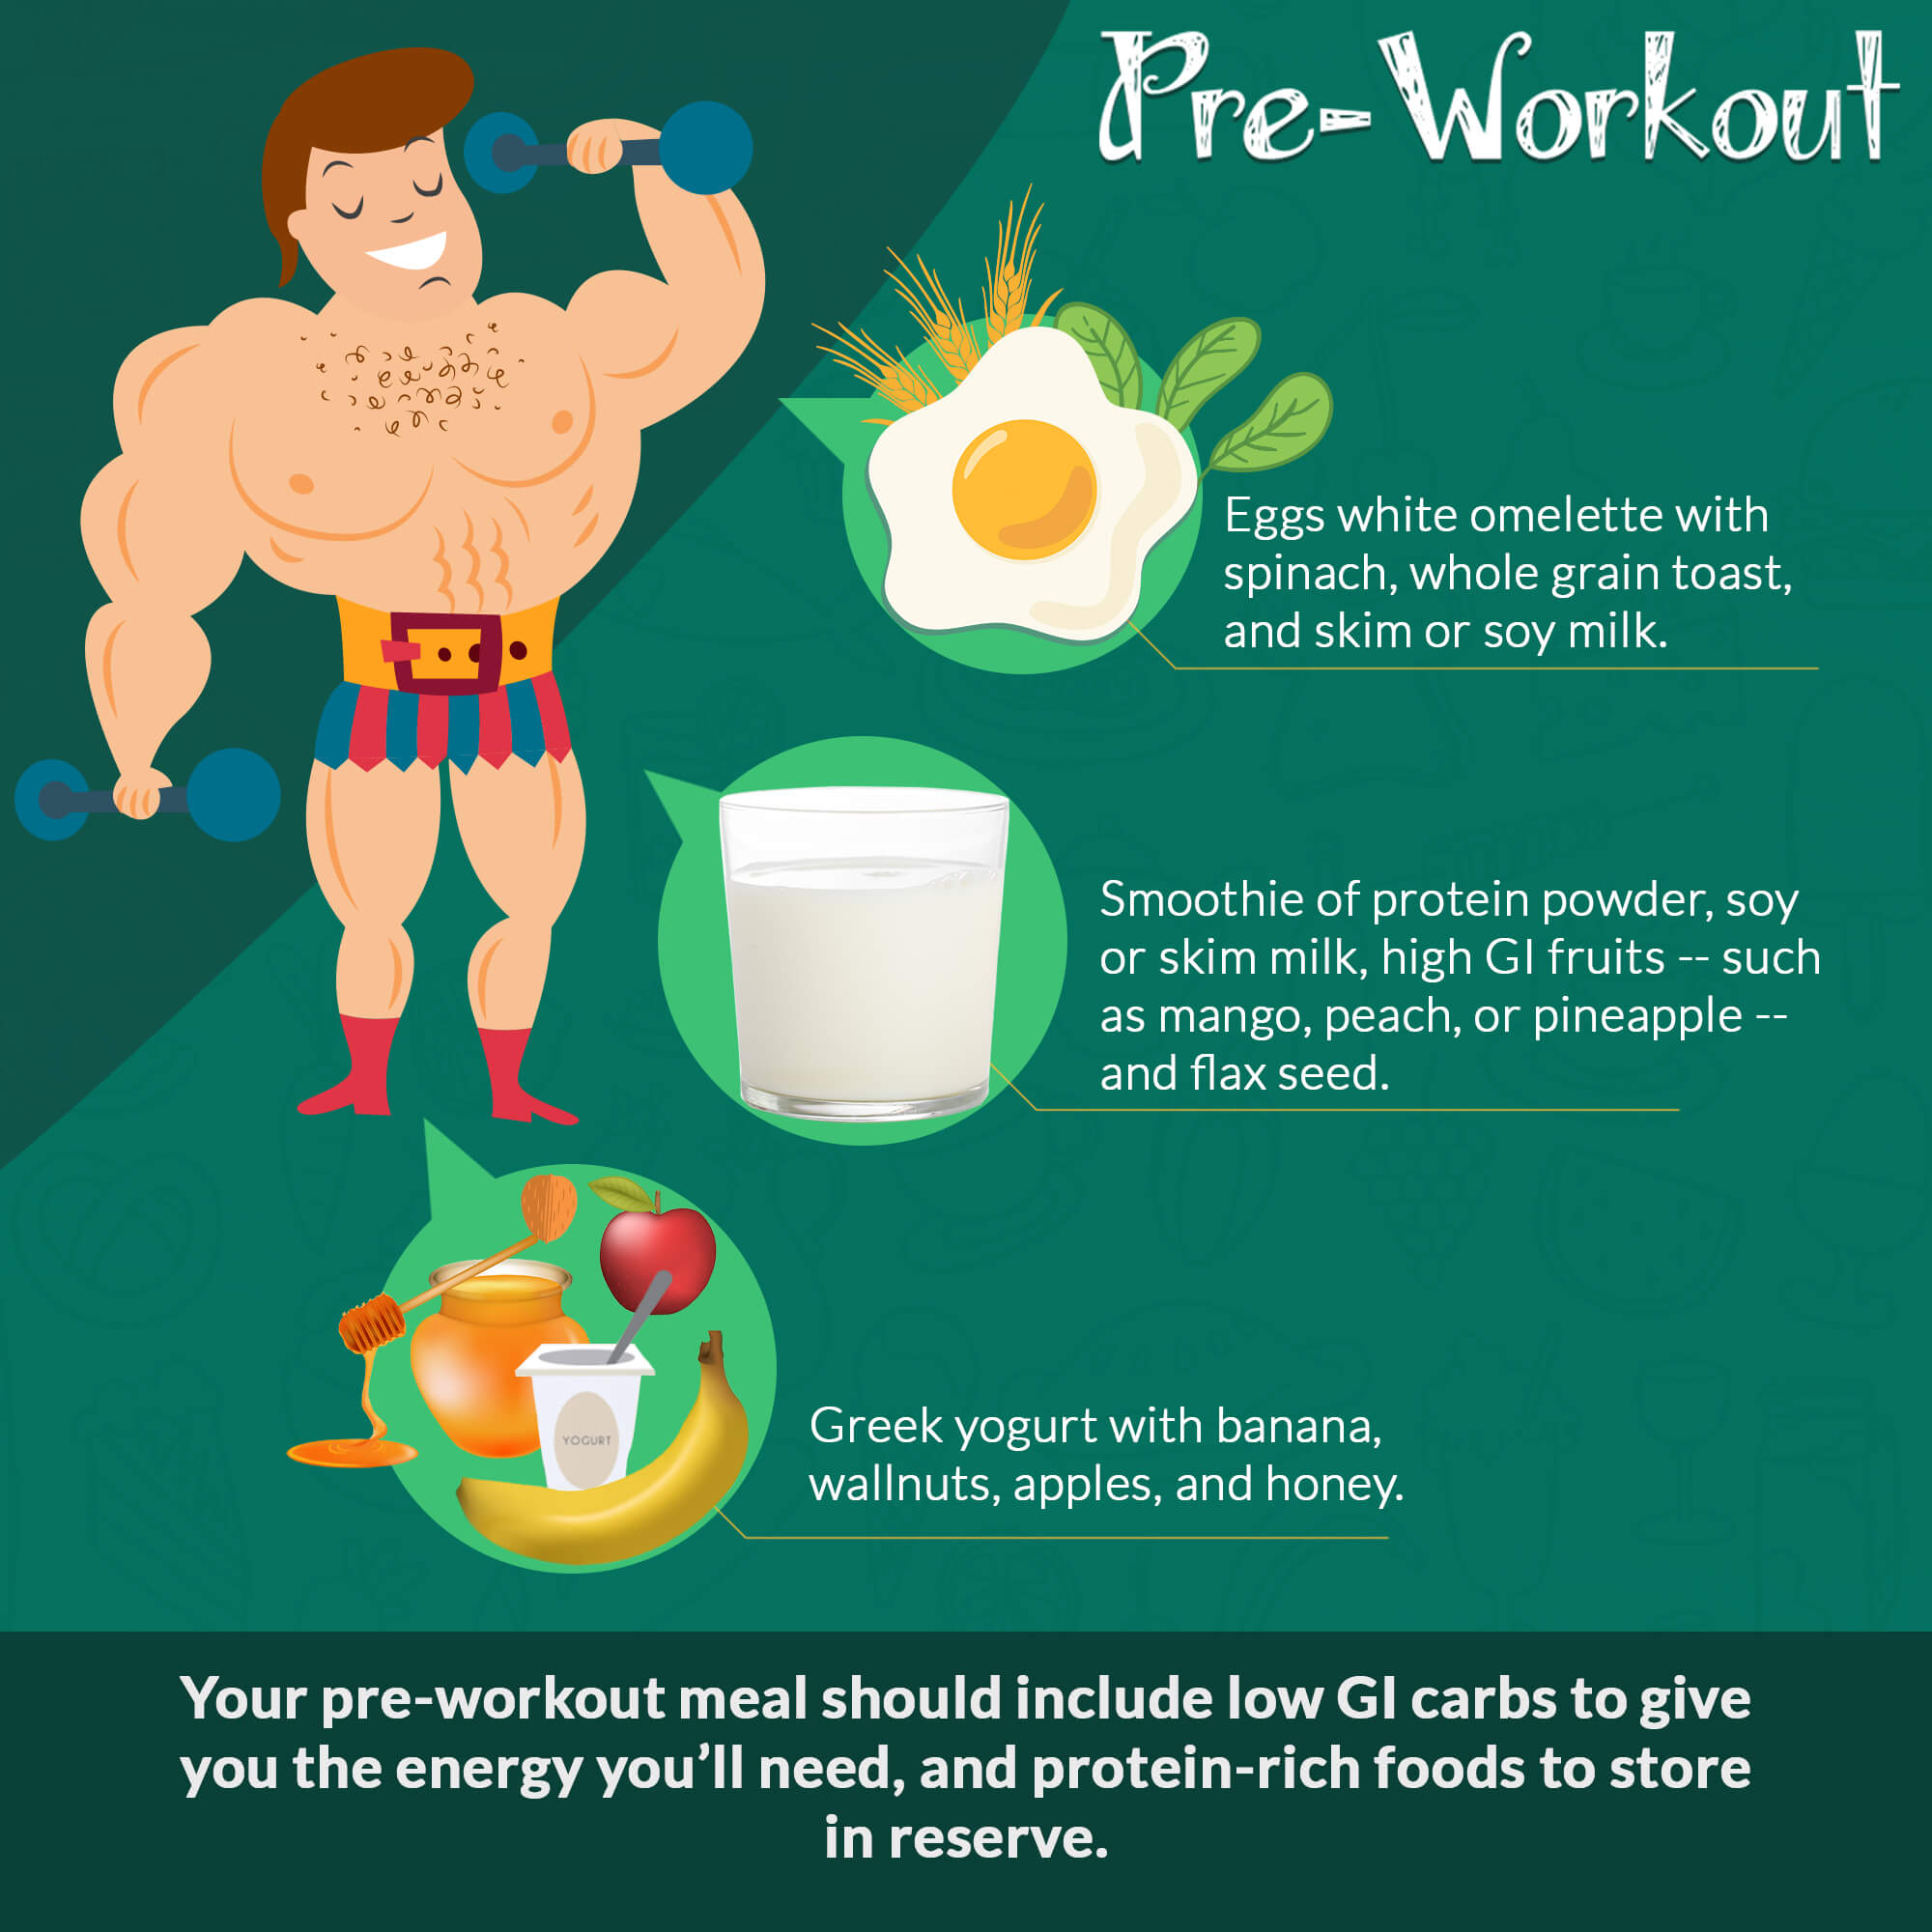 Pre-Workout
Eggs white omelette with
spinach, whole grain toast,
and skim or soy milk.
Smoothie of protein powder, soy
or skim milk, high GI fruits -- such
as mango, peach, or pineapple --
and flax seed.
YOGURT
Greek yogurt with banana,
wallnuts, apples, and honey.
Your pre-workout meal should include low GI carbs to give
you the energy you’ll need, and protein-rich foods to store
in reserve.